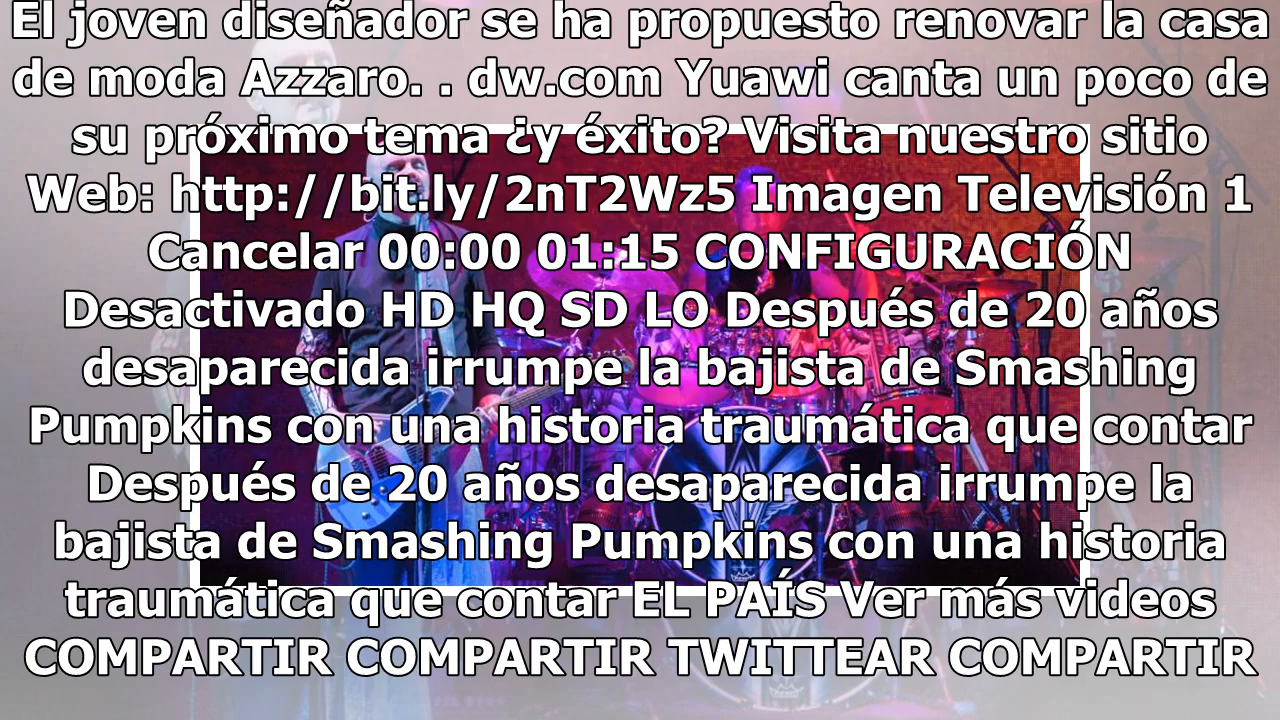 El joven diseñador se ha propuesto renovar la casa
de moda Azzaro. . dw.com Yuawi canta un poco de
su próximo tema ¿y éxito? Visita nuestro sitio
Web: http://bit.ly/2nT2Wz5 Imagen Televisión 1
Cancelar 00:00 01:15 CONFIGURACIÓN
Desactivado HD HQ SD LO Después de 20 años
desaparecida irrumpe la bajista de Smashing
Pumpkins con una historia traumática que contar
Después de 20 años desaparecida irrumpe la
bajista de Smashing Pumpkins con una historia
traumática que contar EL PAÍS Ver más videos
COMPARTIR COMPARTIR TWITTEAR COMPARTIR